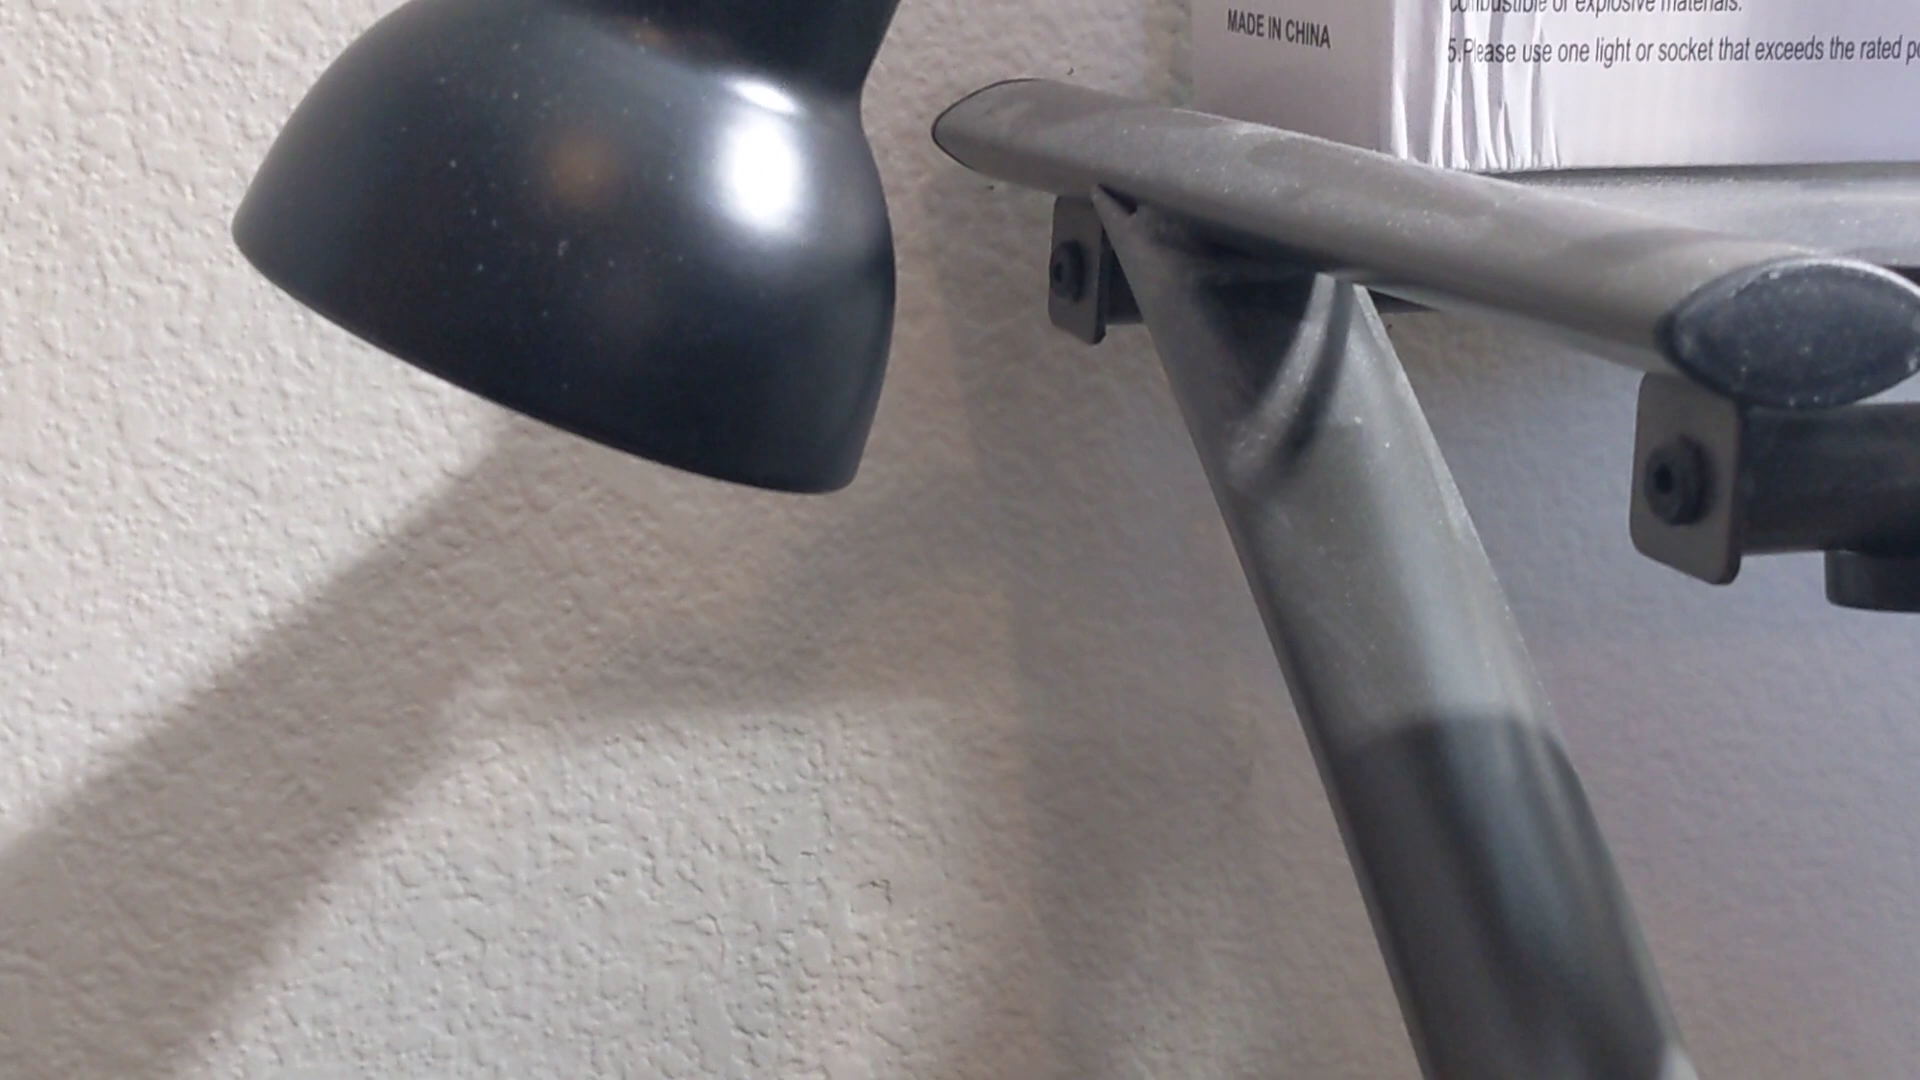 MADE IN CHINA
combustible or explosive materials.
5.Please use one light or socket that exceeds the rated